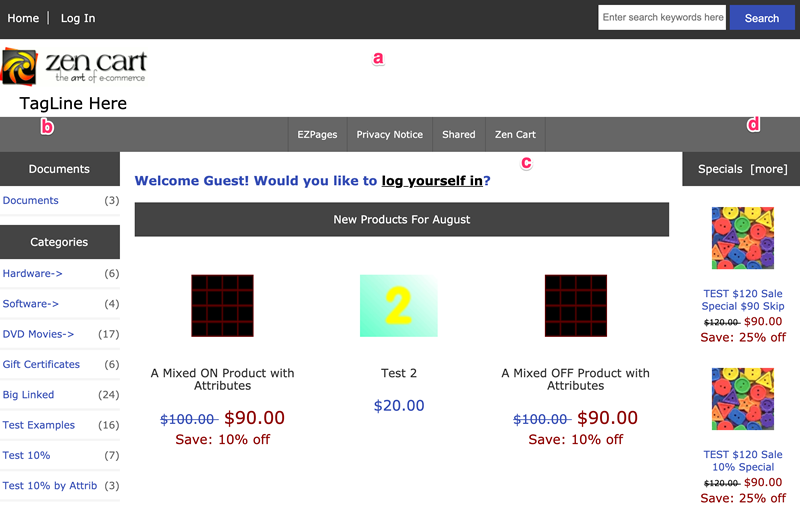 Home Log In Enter search keywords here Search
a
zen cart
the art of e-commerce
TagLine Here
b d
EZPages Privacy Notice Shared Zen Cart
c
Documents
Documents (3)
Categories
Hardware-> (6)
Software-> (4)
DVD Movies-> (17)
Gift Certificates (6)
Big Linked (24)
Test Examples (16)
Test 10% (7)
Test 10% by Attrib (3)
Welcome Guest! Would you like to log yourself in?
New Products For August
A Mixed ON Product with
Attributes
$100.00 $90.00
Save: 10% off
2
Test 2
$20.00
A Mixed OFF Product with
Attributes
$100.00 $90.00
Save: 10% off
Specials [more]
TEST $120 Sale
Special $90 Skip
$120.00 $90.00
Save: 25% off
TEST $120 Sale
10% Special
$120.00 $90.00
Save: 25% off